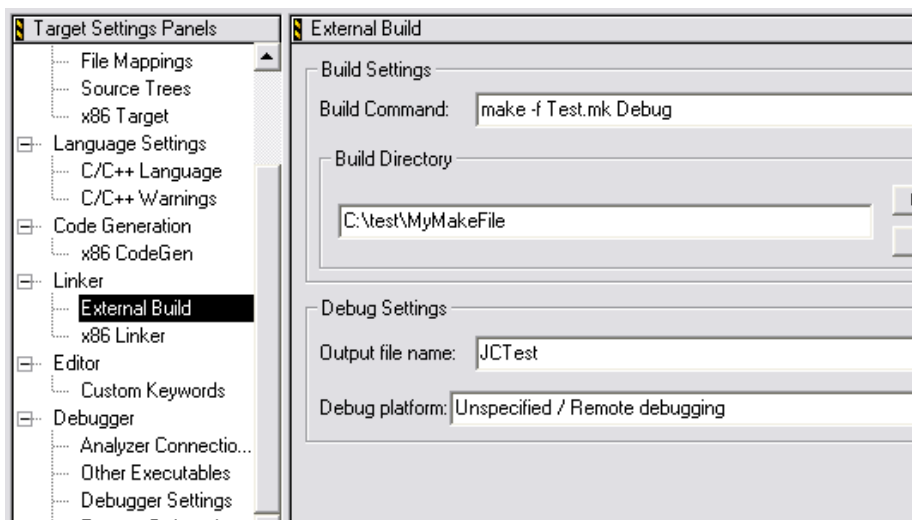 Target Settings Panels
File Mappings
Source Trees
x86 Target
Language Settings
C/C++ Language
C/C++ Warnings
Code Generation
x86 CodeGen
Linker
External Build
x86 Linker
Editor
Custom Keywords
Debugger
Analyzer Connectio...
Other Executables
Debugger Settings
External Build
Build Settings
Build Command: make -f Test.mk Debug
Build Directory
C:\test\MyMakeFile
Debug Settings
Output file name: JCTest
Debug platform: Unspecified / Remote debugging